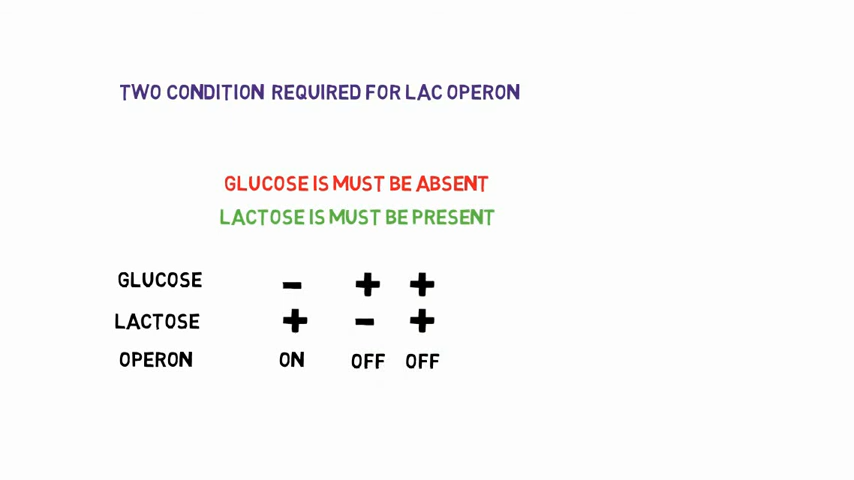 TWO CONDITION REQUIRED FOR LAC OPERON
GLUCOSE IS MUST BE ABSENT
LACTOSE IS MUST BE PRESENT
GLUCOSE - + +
LACTOSE + - +
OPERON ON OFF OFF